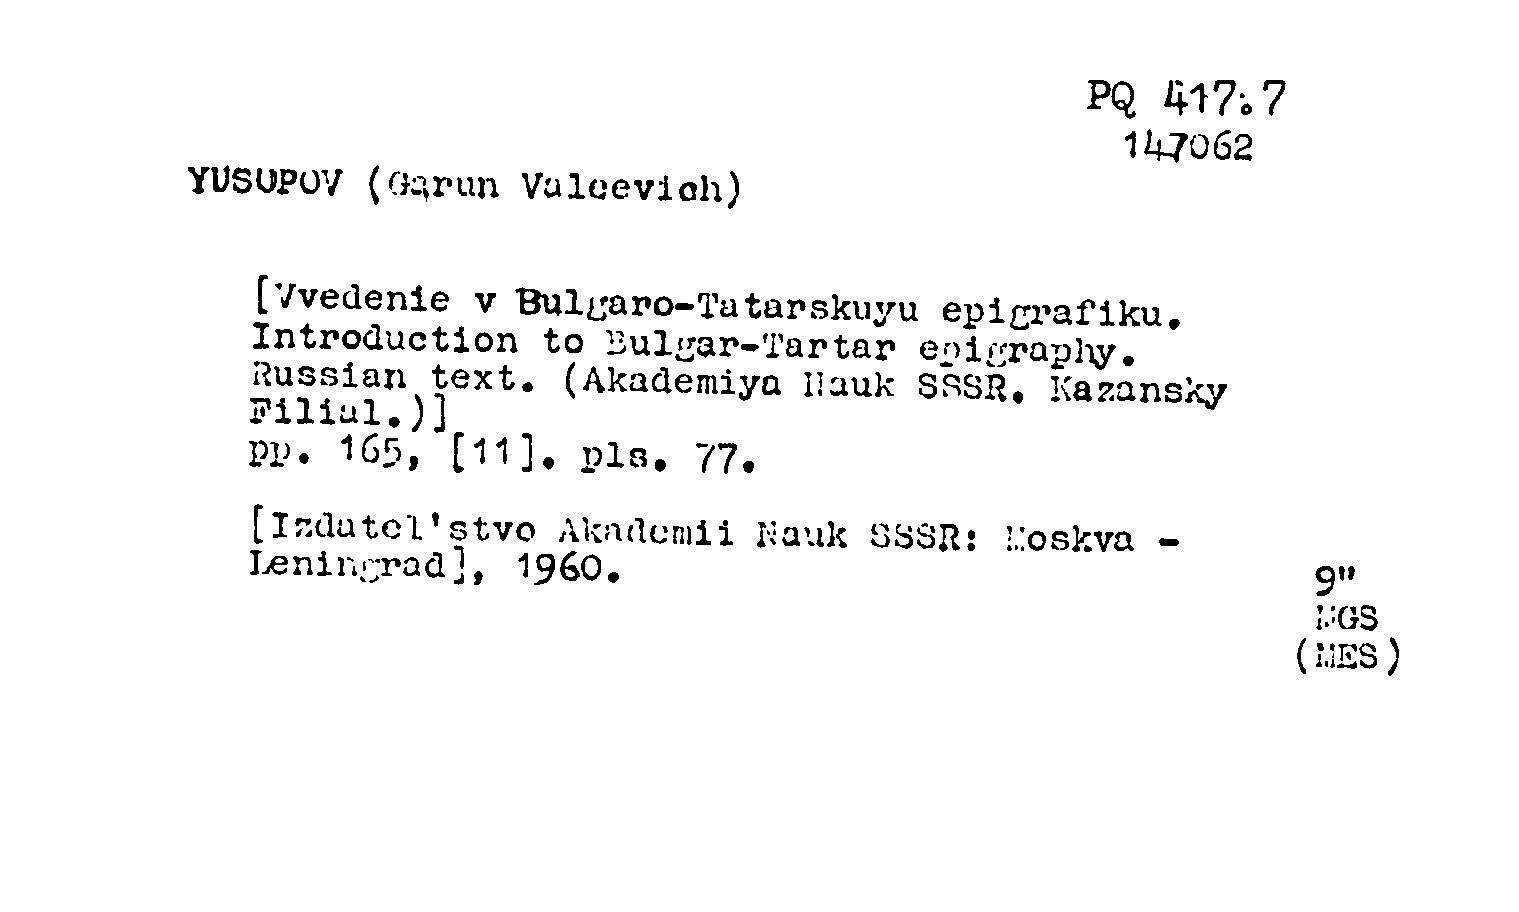 PQ 417.7
147062
YUSUPOV (Garun Valeevich)
[Vvedenie v Bulgaro-Tatarskuyu epigrafiku.
Introduction to Bulgar-Tartar epigraphy.
Russian text. (Akademiya Nauk SSSR. Kazansky
Filial.)]
pp. 165, [11]. pls. 77.
[Izdatel'stvo Akademii Nauk SSSR: Moskva -
Leningrad], 1960.
9"
MGS
(MES)